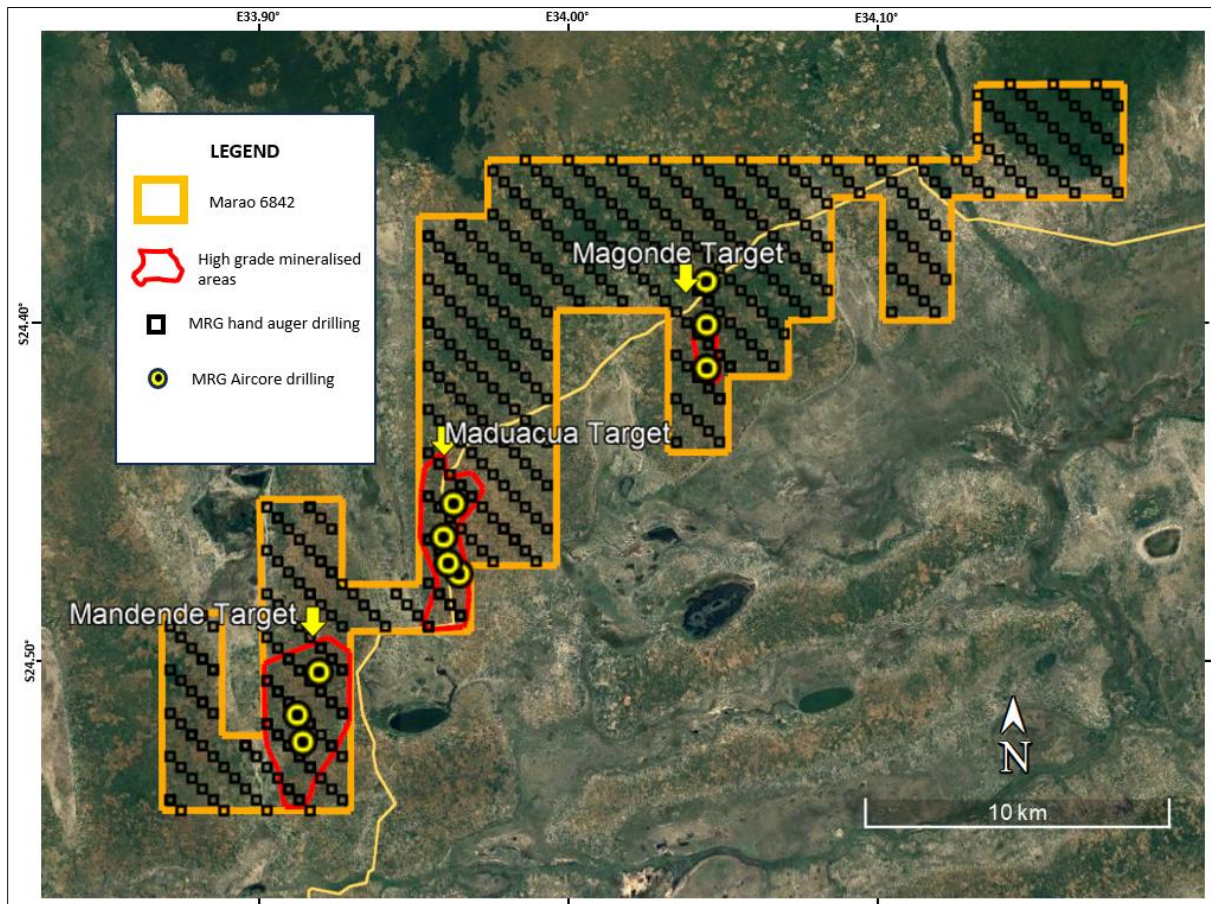 E33.90°
E34.00°
E34.10°
LEGEND
Marao 6842
High grade mineralised
areas
MRG hand auger drilling
MRG Aircore drilling
Magonde Target
S24.40°
Maduacua Target
Mandende Target
S24.50°
N
10 km